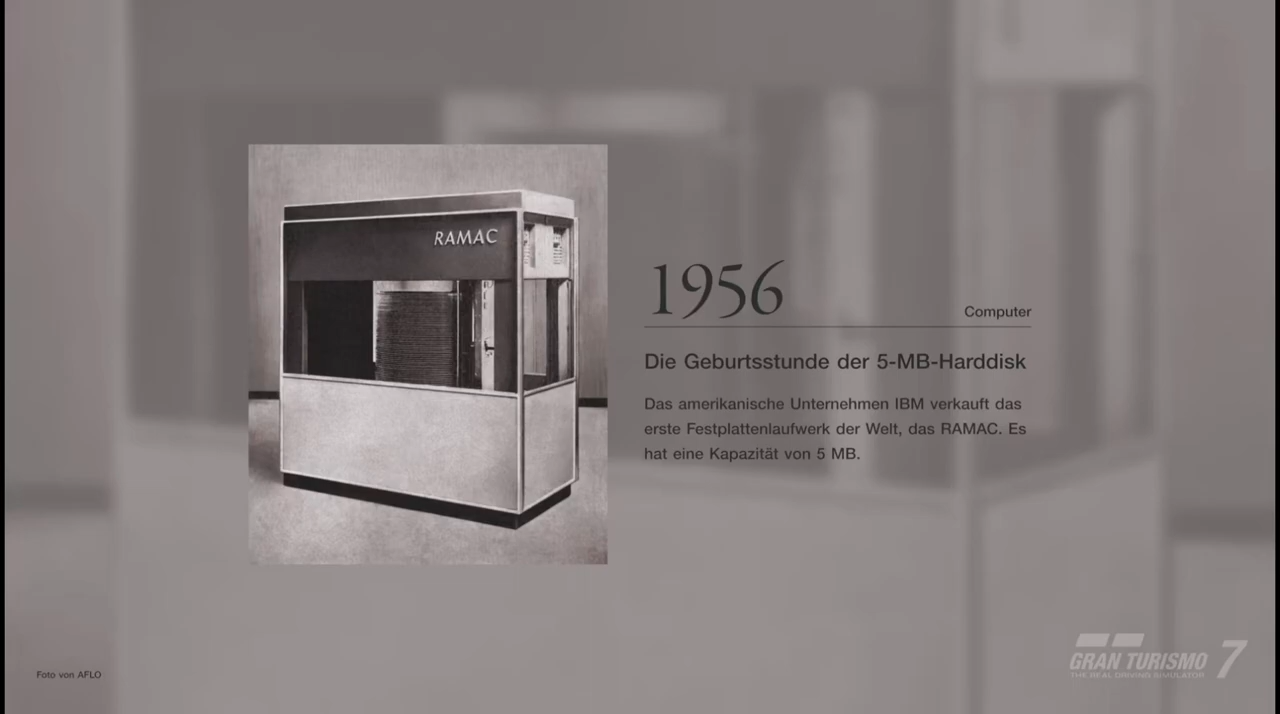 RAMAC
1956
Computer
Die Geburtsstunde der 5-MB-Harddisk
Das amerikanische Unternehmen IBM verkauft das
erste Festplattenlaufwerk der Welt, das RAMAC. Es
hat eine Kapazität von 5 MB.
Foto von AFLO
GRAN TURISMO 7
THE REAL DRIVING SIMULATOR